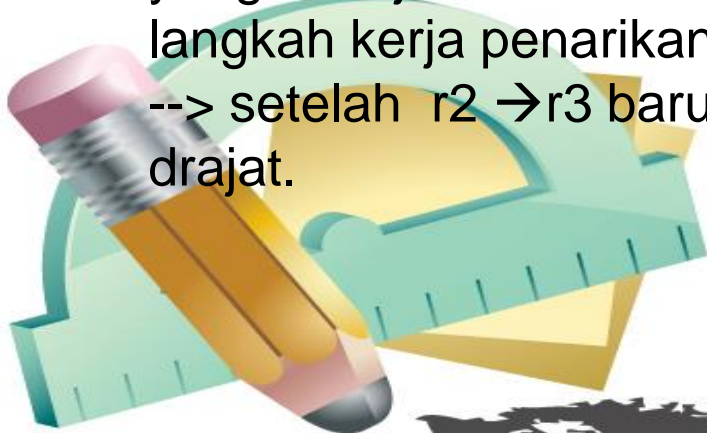 langkah kerja penarikan
--> setelah r2 →r3 baru
drajat.